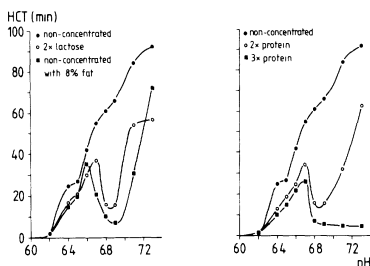 HCT (min)
● non-concentrated
○ 2× lactose
■ non-concentrated
with 8% fat
● non-concentrated
○ 2× protein
■ 3× protein
100
80
60
40
20
0
60 64 68 72
60 64 68 72
pH